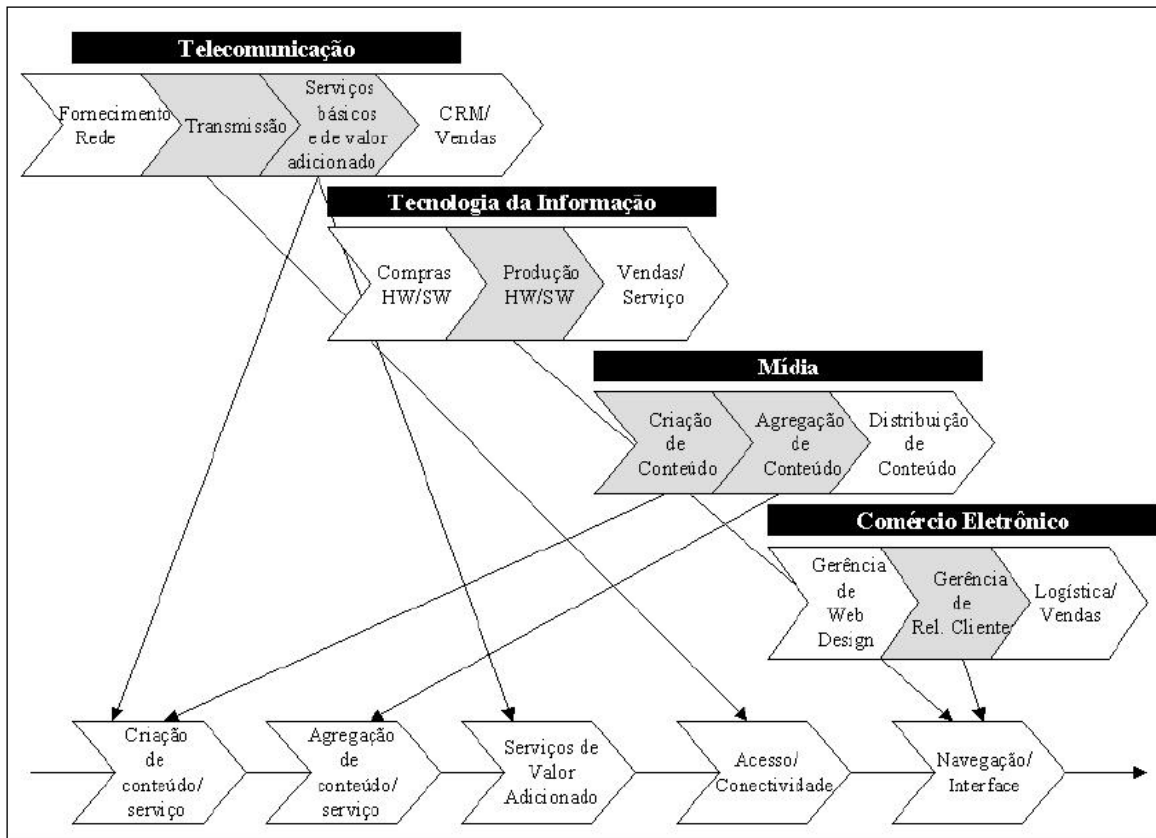 Telecomunicação
Fornecimento
Rede
Transmissão
Serviços
básicos
e de valor
adicionado
CRM/
Vendas
Tecnologia da Informação
Compras
HW/SW
Produção
HW/SW
Vendas/
Serviço
Mídia
Criação
de
Conteúdo
Agregação
de
Conteúdo
Distribuição
de
Conteúdo
Comércio Eletrônico
Gerência
de
Web
Design
Gerência
de
Rel. Cliente
Logística/
Vendas
Criação
de
conteúdo/
serviço
Agregação
de
conteúdo/
serviço
Serviços de
Valor
Adicionado
Acesso/
Conectividade
Navegação/
Interface